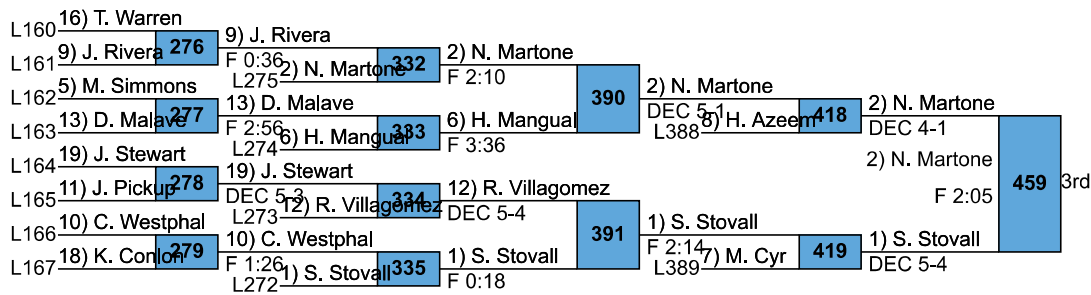 16) T. Warren
L160
276
9) J. Rivera
L161
9) J. Rivera
F 0:36
332
2) N. Martone
L275
2) N. Martone
F 2:10
5) M. Simmons
L162
277
13) D. Malave
L163
13) D. Malave
F 2:56
333
6) H. Mangual
L274
6) H. Mangual
F 3:36
390
2) N. Martone
DEC 5-1
418
8) H. Azeem
L388
2) N. Martone
DEC 4-1
19) J. Stewart
L164
278
11) J. Pickup
L165
19) J. Stewart
DEC 5-3
334
12) R. Villagomez
L273
12) R. Villagomez
DEC 5-4
2) N. Martone
F 2:05
459
3rd
10) C. Westphal
L166
279
18) K. Conlon
L167
10) C. Westphal
F 1:26
335
1) S. Stovall
L272
1) S. Stovall
F 0:18
391
1) S. Stovall
F 2:14
419
7) M. Cyr
L389
1) S. Stovall
DEC 5-4